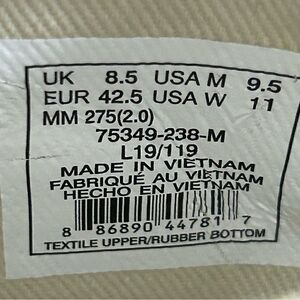 UK 8.5 USA M 9.5
EUR 42.5 USA W 11
MM 275(2.0)
75349-238-M
L19/119
MADE IN VIETNAM
FABRIQUÉ AU VIETNAM
HECHO EN VIETNAM
8 86890 44781 7
TEXTILE UPPER/RUBBER BOTTOM